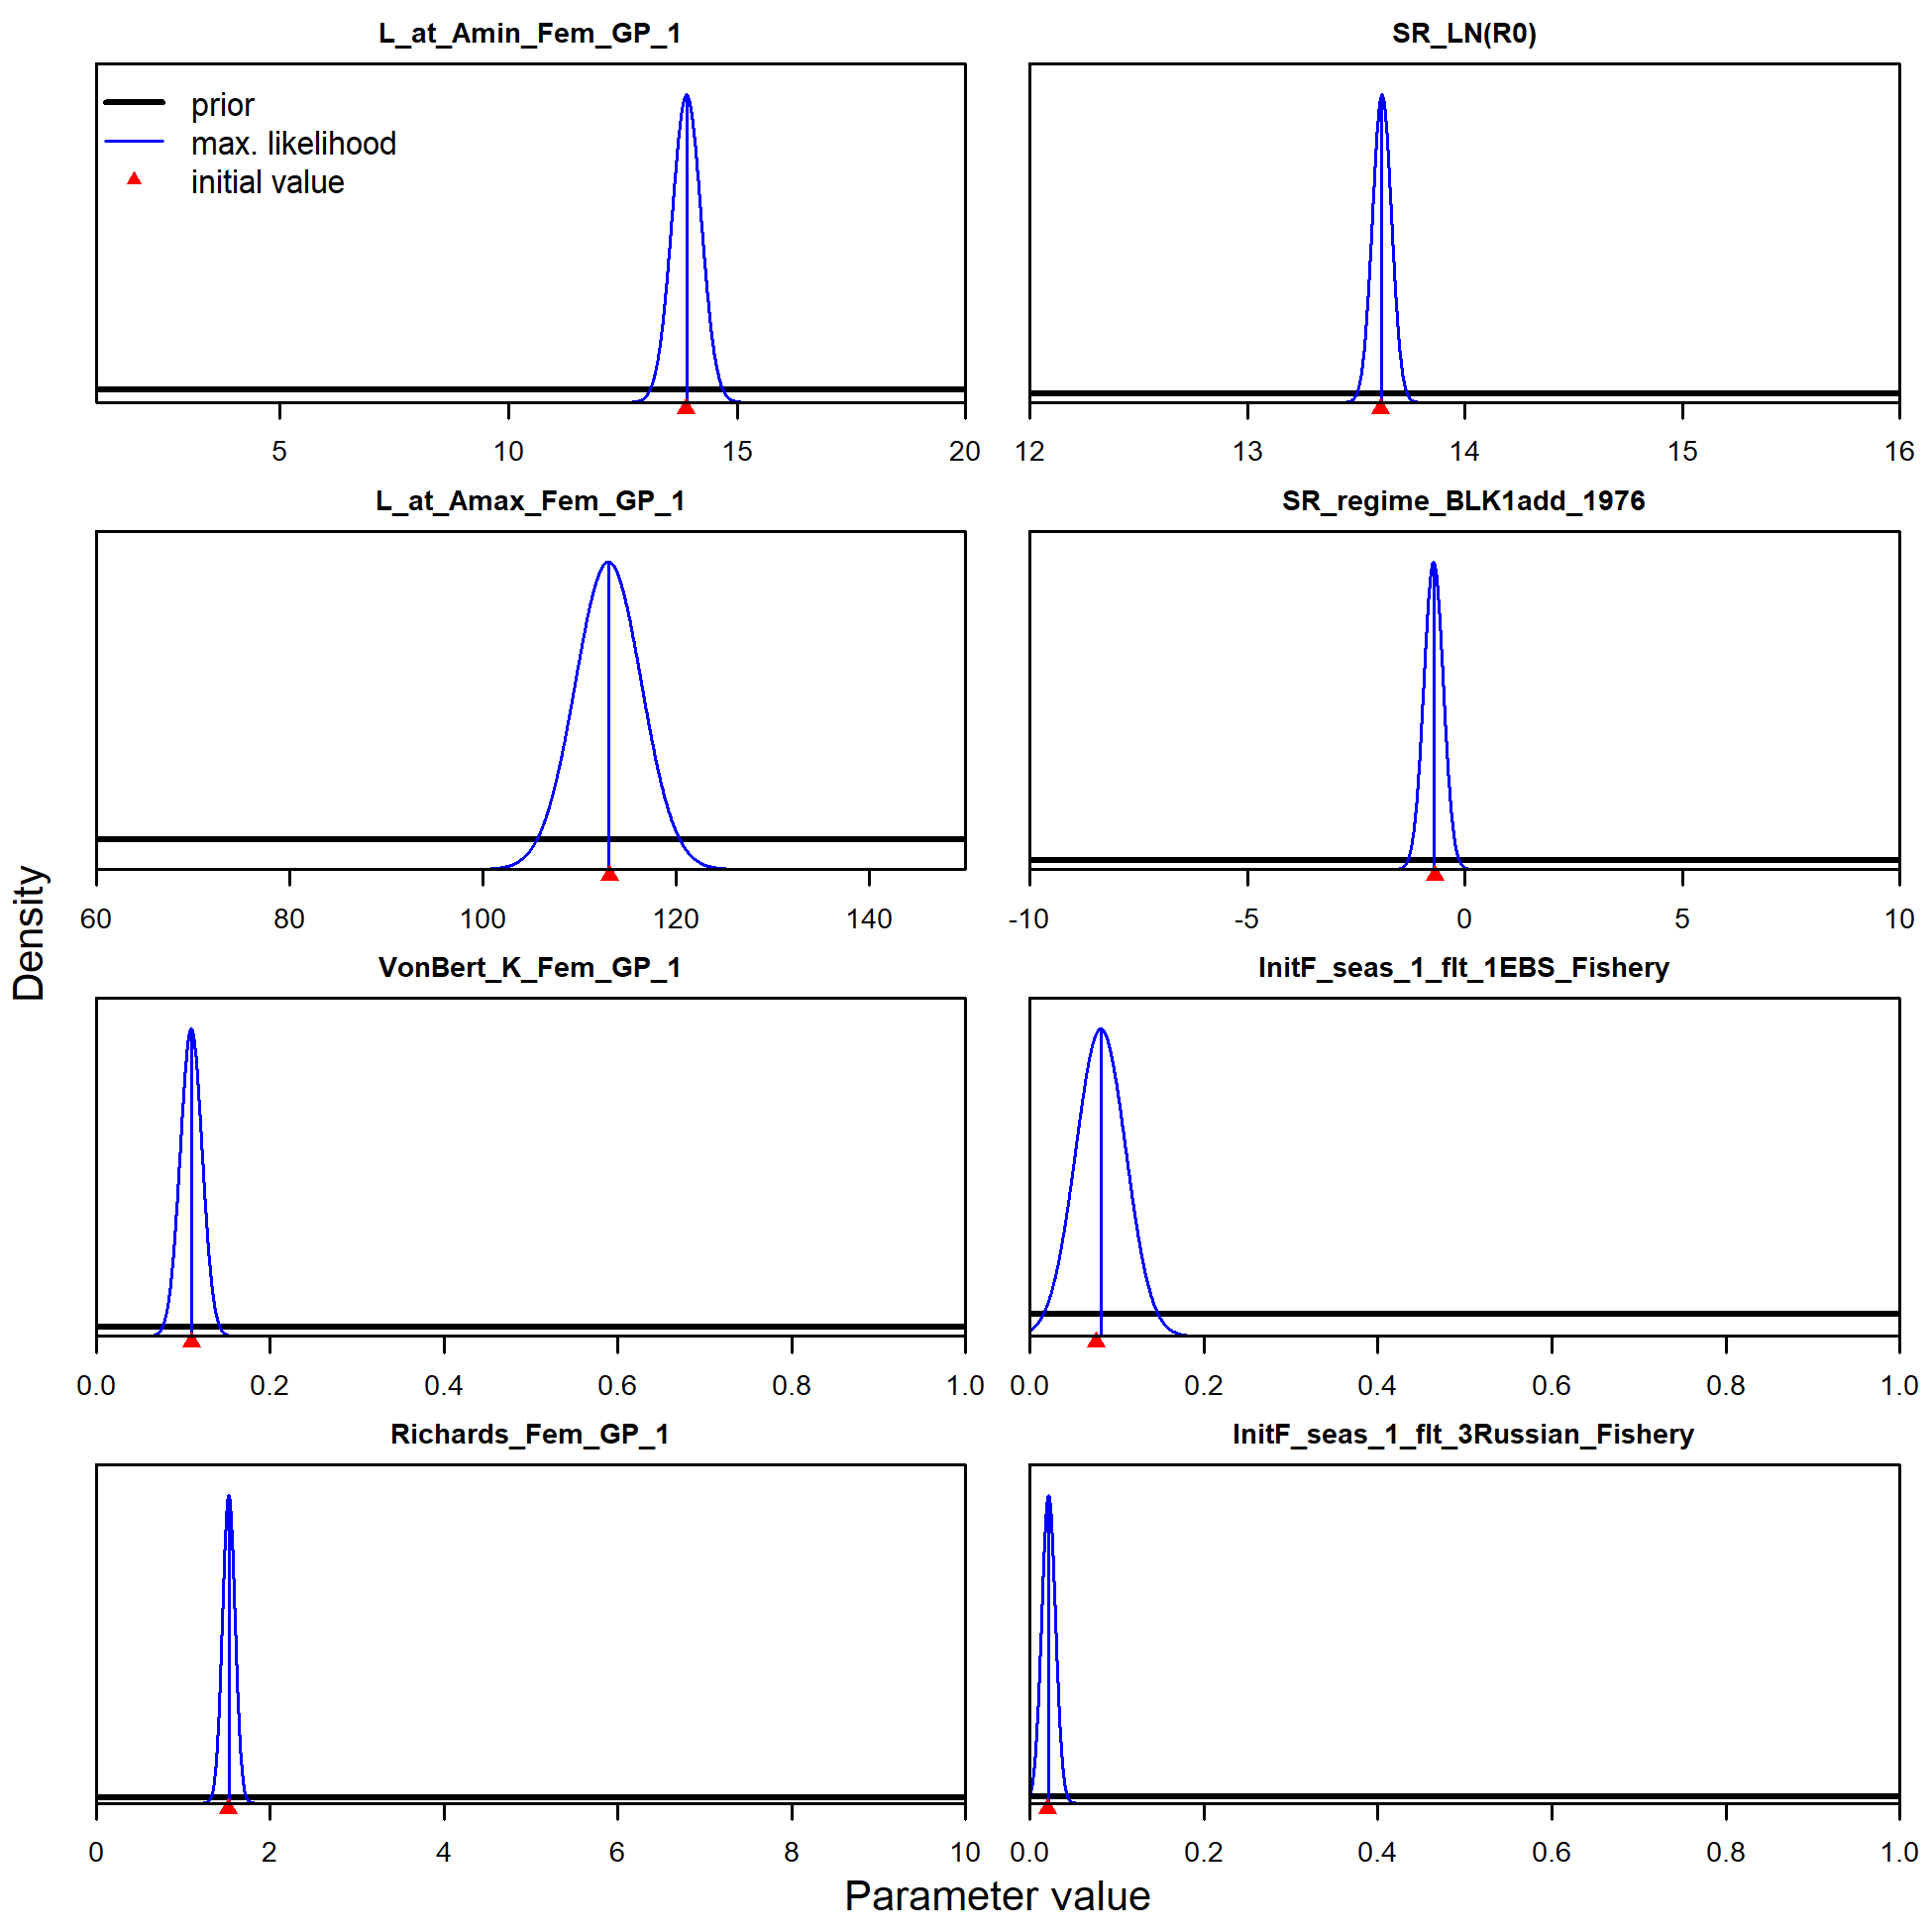 L_at_Amin_Fem_GP_1
prior
max. likelihood
initial value
5 10 15 20
SR_LN(R0)
12 13 14 15 16
L_at_Amax_Fem_GP_1
60 80 100 120 140
SR_regime_BLK1add_1976
-10 -5 0 5 10
VonBert_K_Fem_GP_1
0.0 0.2 0.4 0.6 0.8 1.0
InitF_seas_1_flt_1EBS_Fishery
0.0 0.2 0.4 0.6 0.8 1.0
Richards_Fem_GP_1
0 2 4 6 8 10
InitF_seas_1_flt_3Russian_Fishery
0.0 0.2 0.4 0.6 0.8 1.0
Density
Parameter value